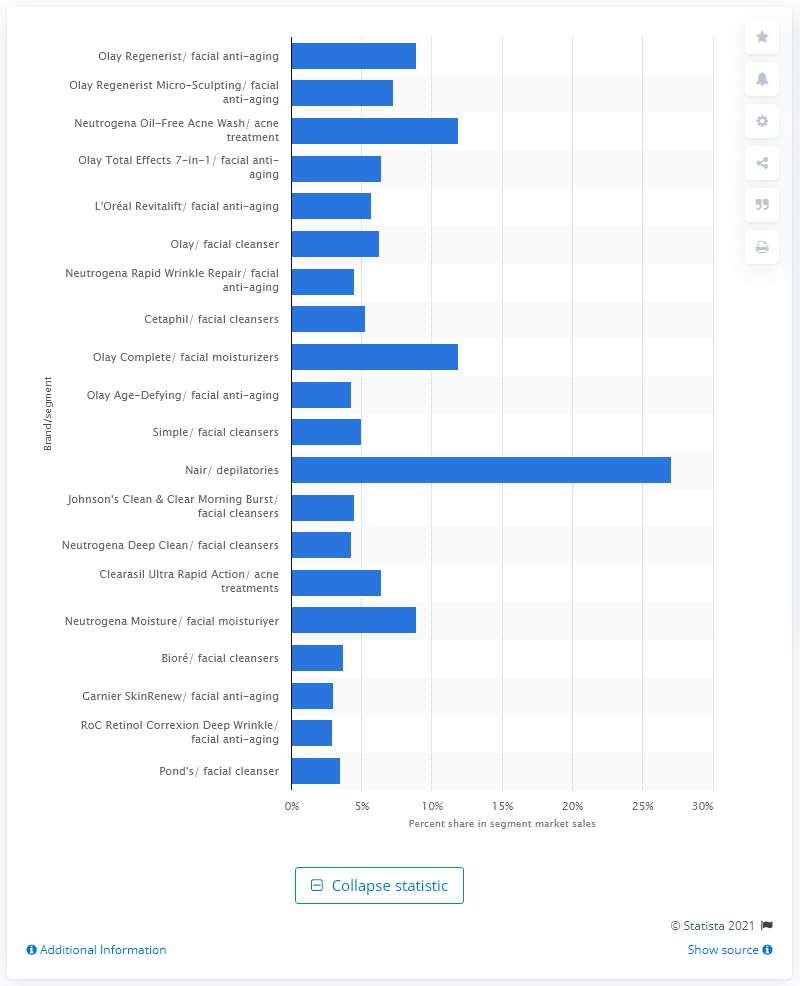 Olay Regenerist/ facial anti-aging
Olay Regenerist Micro-Sculpting/ facial
anti-aging
Neutrogena Oil-Free Acne Wash/ acne
treatment
Olay Total Effects 7-in-1/ facial anti-
aging
L'Oréal Revitalift/ facial anti-aging
Olay/ facial cleanser
Neutrogena Rapid Wrinkle Repair/ facial
anti-aging
Cetaphil/ facial cleansers
Olay Complete/ facial moisturizers
Olay Age-Defying/ facial anti-aging
Simple/ facial cleansers
Nair/ depilatories
Johnson's Clean & Clear Morning Burst/
facial cleansers
Neutrogena Deep Clean/ facial cleansers
Clearasil Ultra Rapid Action/ acne
treatments
Neutrogena Moisture/ facial moisturiyer
Bioré/ facial cleansers
Garnier SkinRenew/ facial anti-aging
RoC Retinol Correxion Deep Wrinkle/
facial anti-aging
Pond's/ facial cleanser
Brand/segment
0% 5% 10% 15% 20% 25% 30%
Percent share in segment market sales
Collapse statistic
© Statista 2021
Additional Information
Show source